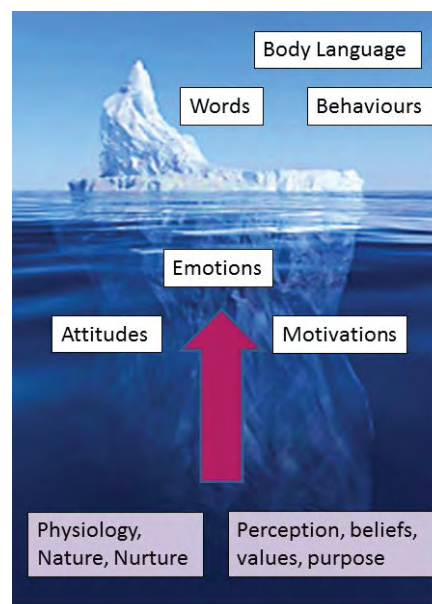 Body Language
Words
Behaviours
Emotions
Attitudes
Motivations
Physiology,
Nature, Nurture
Perception, beliefs,
values, purpose